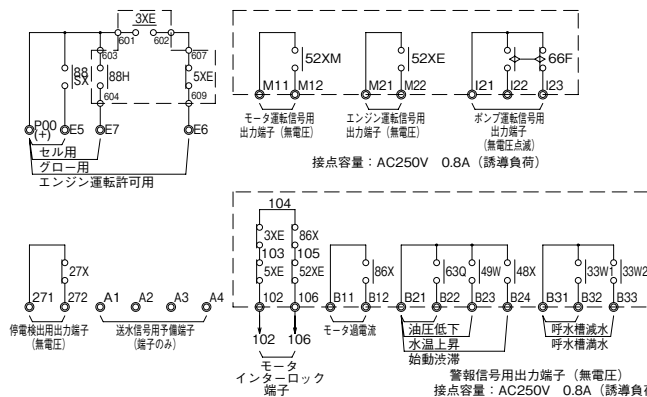 3XE
601
602
603
607
88
SX
88H
5XE
604
609
P00
(+)
E5
E7
E6
セル用
グロー用
エンジン運転許可用
52XM
52XE
66F
M11
M12
M21
M22
I21
I22
I23
モータ運転信号用
出力端子（無電圧）
エンジン運転信号用
出力端子（無電圧）
ポンプ運転信号用
出力端子
（無電圧点滅）
接点容量：AC250V 0.8A（誘導負荷）
104
3XE
86X
103
105
5XE
52XE
27X
86X
63Q
49W
48X
33W1
33W2
271
272
A1
A2
A3
A4
102
106
B11
B12
B21
B22
B23
B24
B31
B32
B33
停電検出用出力端子
（無電圧）
送水信号用予備端子
（端子のみ）
102
106
モータ
インターロック
端子
モータ過電流
油圧低下
水温上昇
始動渋滞
呼水槽減水
呼水槽満水
警報信号用出力端子（無電圧）
接点容量：AC250V 0.8A（誘導負荷